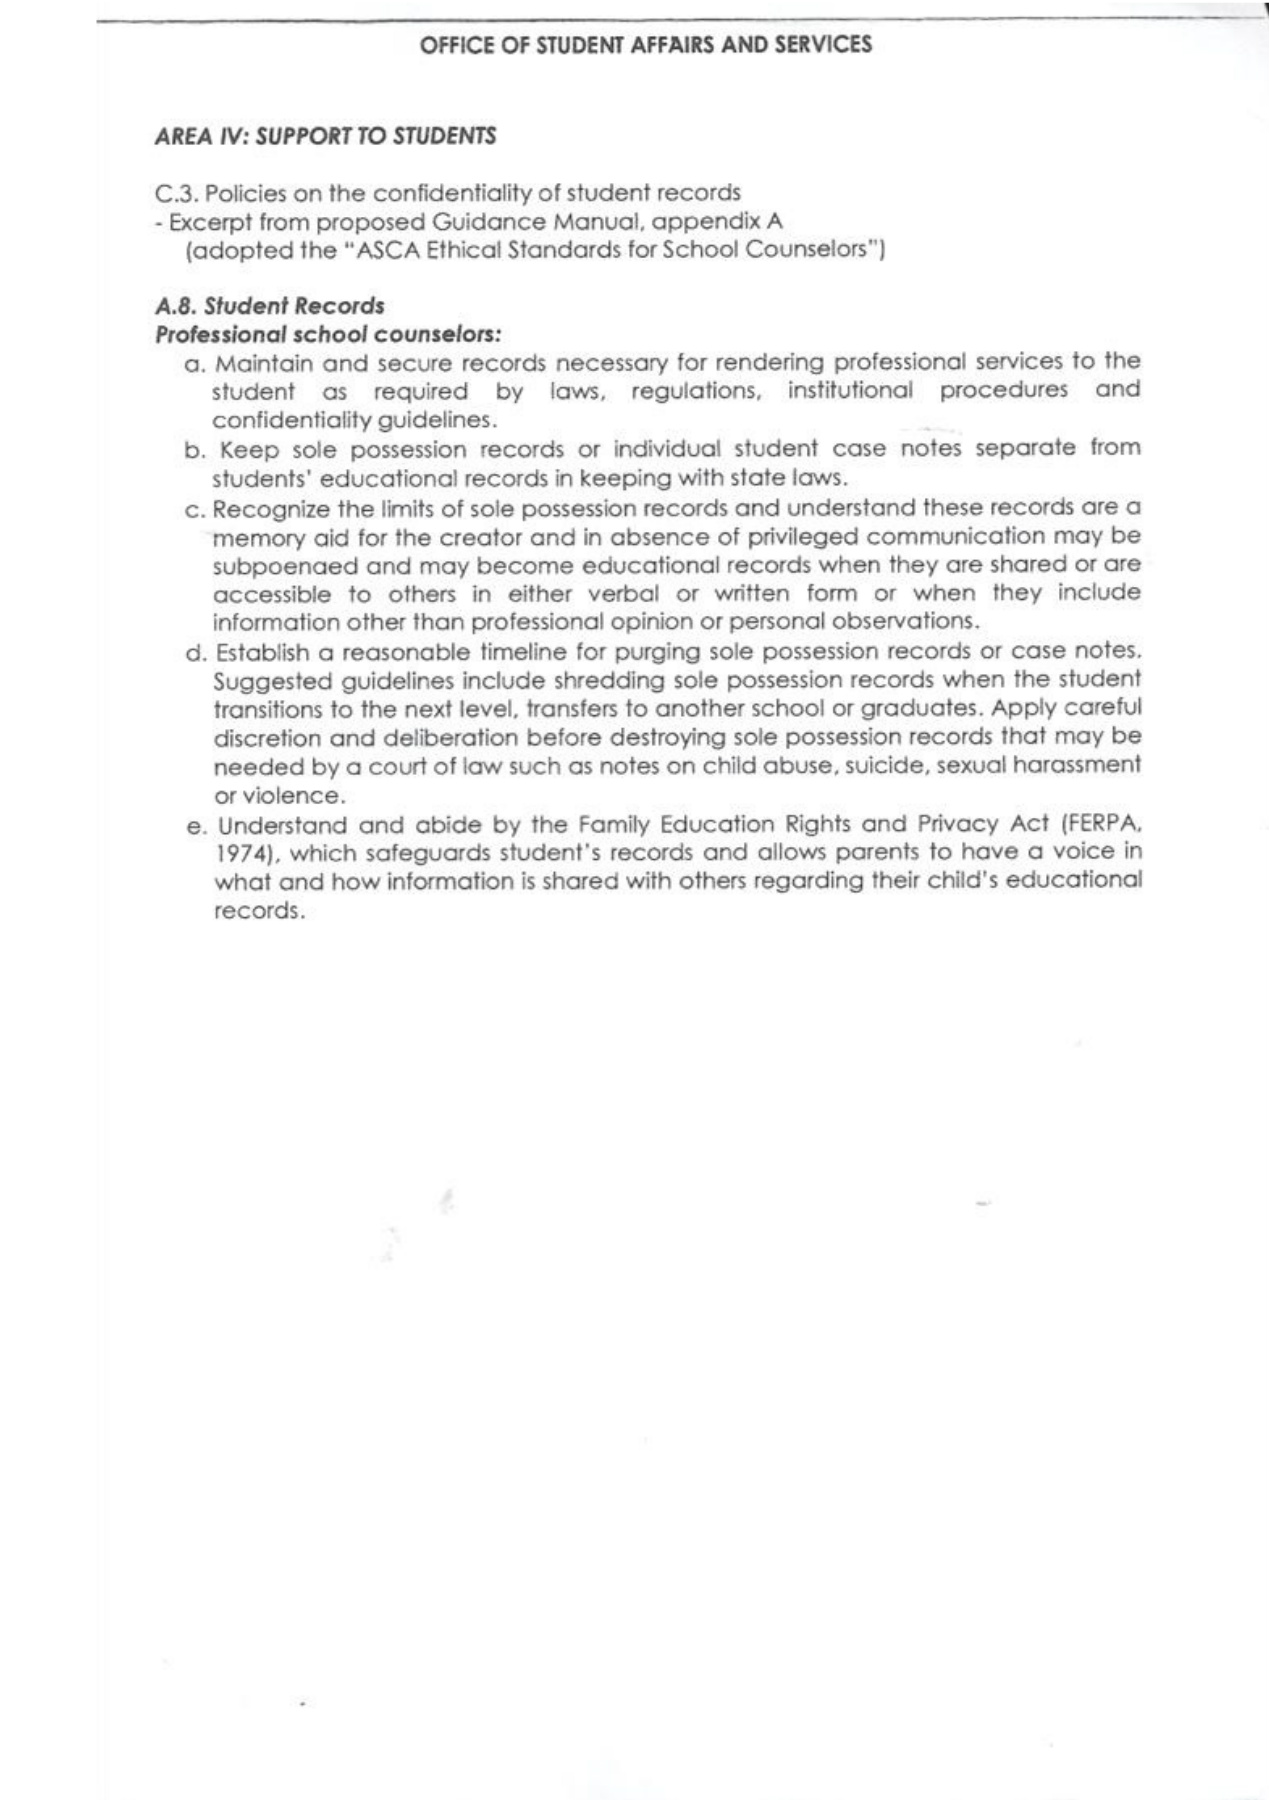 OFFICE OF STUDENT AFFAIRS AND SERVICES
AREA IV: SUPPORT TO STUDENTS
C.3. Policies on the confidentiality of student records
- Excerpt from proposed Guidance Manual, appendix A
(adopted the "ASCA Ethical Standards for School Counselors")
A.8. Student Records
Professional school counselors:
a. Maintain and secure records necessary for rendering professional services to the
student as required by laws, regulations, institutional procedures and
confidentiality guidelines.
b. Keep sole possession records or individual student case notes separate from
students' educational records in keeping with state laws.
c. Recognize the limits of sole possession records and understand these records are a
memory aid for the creator and in absence of privileged communication may be
subpoenaed and may become educational records when they are shared or are
accessible to others in either verbal or written form or when they include
information other than professional opinion or personal observations.
d. Establish a reasonable timeline for purging sole possession records or case notes.
Suggested guidelines include shredding sole possession records when the student
transitions to the next level, transfers to another school or graduates. Apply careful
discretion and deliberation before destroying sole possession records that may be
needed by a court of law such as notes on child abuse, suicide, sexual harassment
or violence.
e. Understand and abide by the Family Education Rights and Privacy Act (FERPA,
1974), which safeguards student's records and allows parents to have a voice in
what and how information is shared with others regarding their child's educational
records.